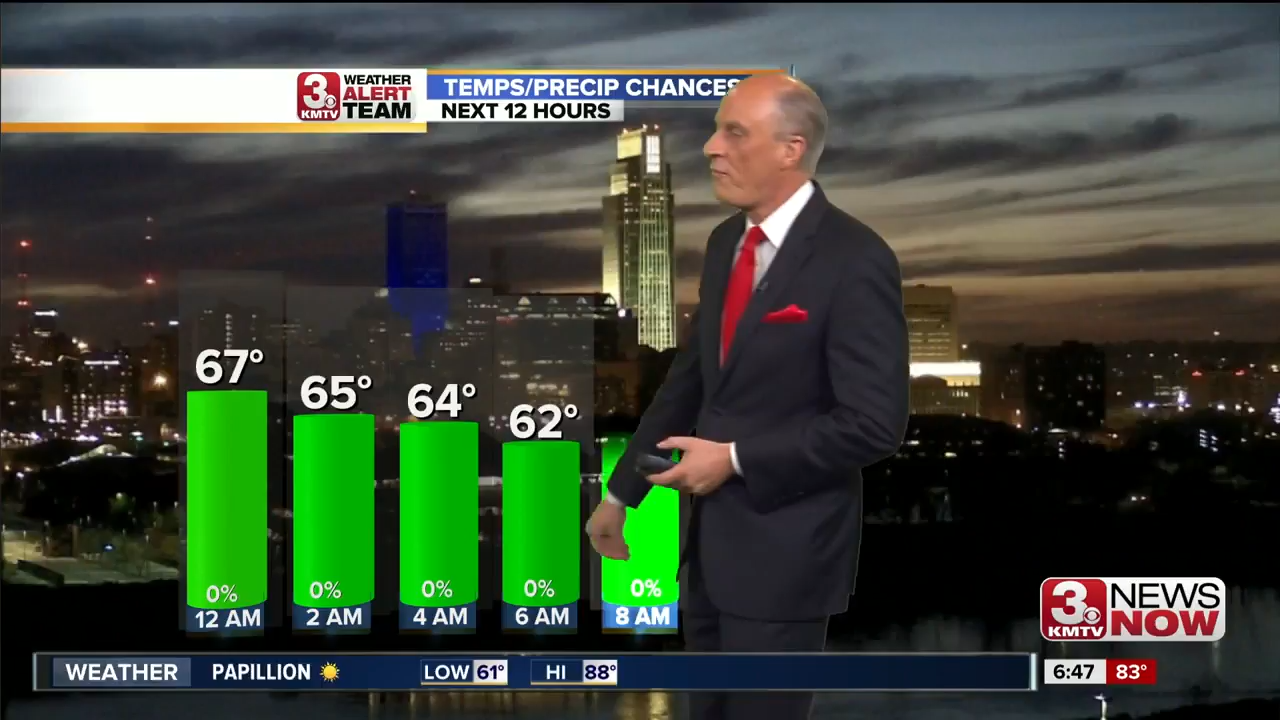 3 KMTV WEATHER ALERT TEAM
TEMPS/PRECIP CHANCES
NEXT 12 HOURS
67° 65° 64° 62°
0% 0% 0% 0% 0%
12 AM 2 AM 4 AM 6 AM 8 AM
3 KMTV NEWS NOW
WEATHER PAPILLION LOW 61° HI 88° 6:47 83°